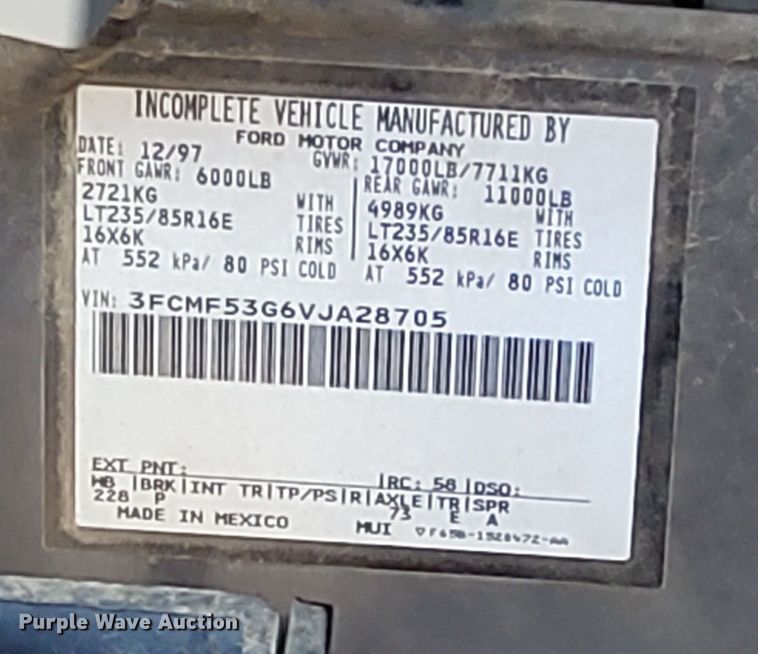 INCOMPLETE VEHICLE MANUFACTURED BY
FORD MOTOR COMPANY
DATE: 12/97 GVWR: 17000LB/7711KG
FRONT GAWR: 6000LB REAR GAWR: 11000LB
2721KG WITH 4989KG WITH
LT235/85R16E TIRES LT235/85R16E TIRES
16X6K RIMS 16X6K RIMS
AT 552 kPa/ 80 PSI COLD AT 552 kPa/ 80 PSI COLD
VIN: 3FCMF53G6VJA28705
EXT PNT: RC: 58 DSO:
WB BRK INT TR TP/PS R AXLE TR SPR
228 P 73 E A
MADE IN MEXICO MUI
Purple Wave Auction